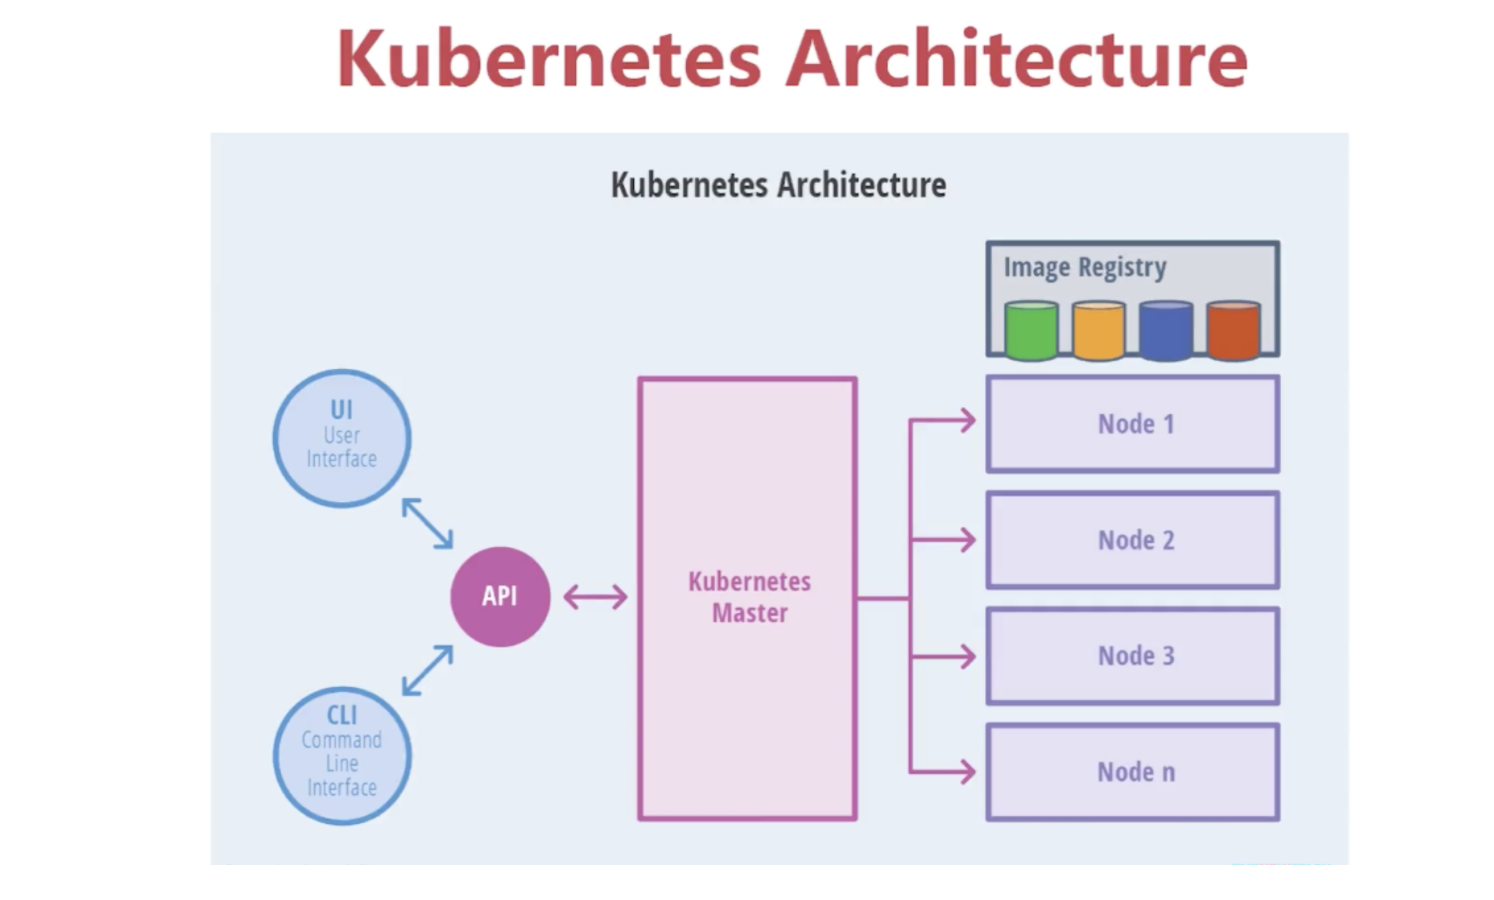 Kubernetes Architecture
Kubernetes Architecture
Image Registry
UI
User
Interface
Node 1
Node 2
API
Kubernetes
Master
Node 3
CLI
Command
Line
Interface
Node n